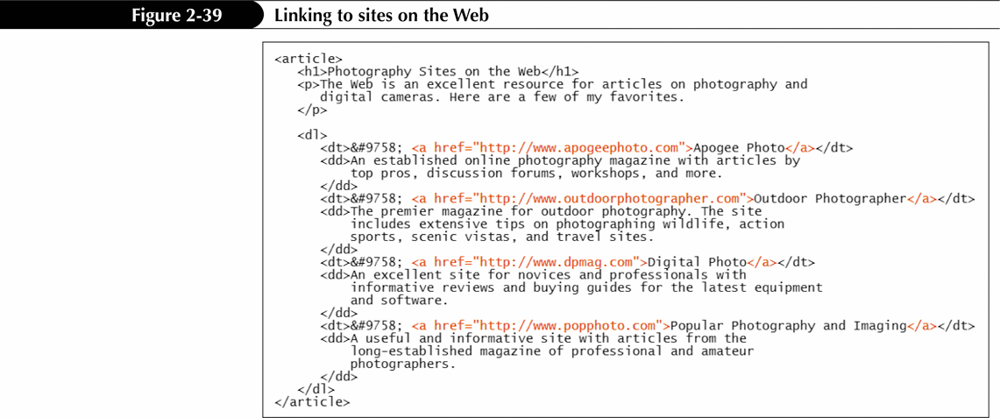 Figure 2-39 Linking to sites on the Web
<article>
<h1>Photography Sites on the Web</h1>
<p>The Web is an excellent resource for articles on photography and
digital cameras. Here are a few of my favorites.
</p>
<dl>
<dt>&#9758; <a href="http://www.apogeephoto.com">Apogee Photo</a></dt>
<dd>An established online photography magazine with articles by
top pros, discussion forums, workshops, and more.
</dd>
<dt>&#9758; <a href="http://www.outdoorphotographer.com">Outdoor Photographer</a></dt>
<dd>The premier magazine for outdoor photography. The site
includes extensive tips on photographing wildlife, action
sports, scenic vistas, and travel sites.
</dd>
<dt>&#9758; <a href="http://www.dpmag.com">Digital Photo</a></dt>
<dd>An excellent site for novices and professionals with
informative reviews and buying guides for the latest equipment
and software.
</dd>
<dt>&#9758; <a href="http://www.popphoto.com">Popular Photography and Imaging</a></dt>
<dd>A useful and informative site with articles from the
long-established magazine of professional and amateur
photographers.
</dd>
</dl>
</article>